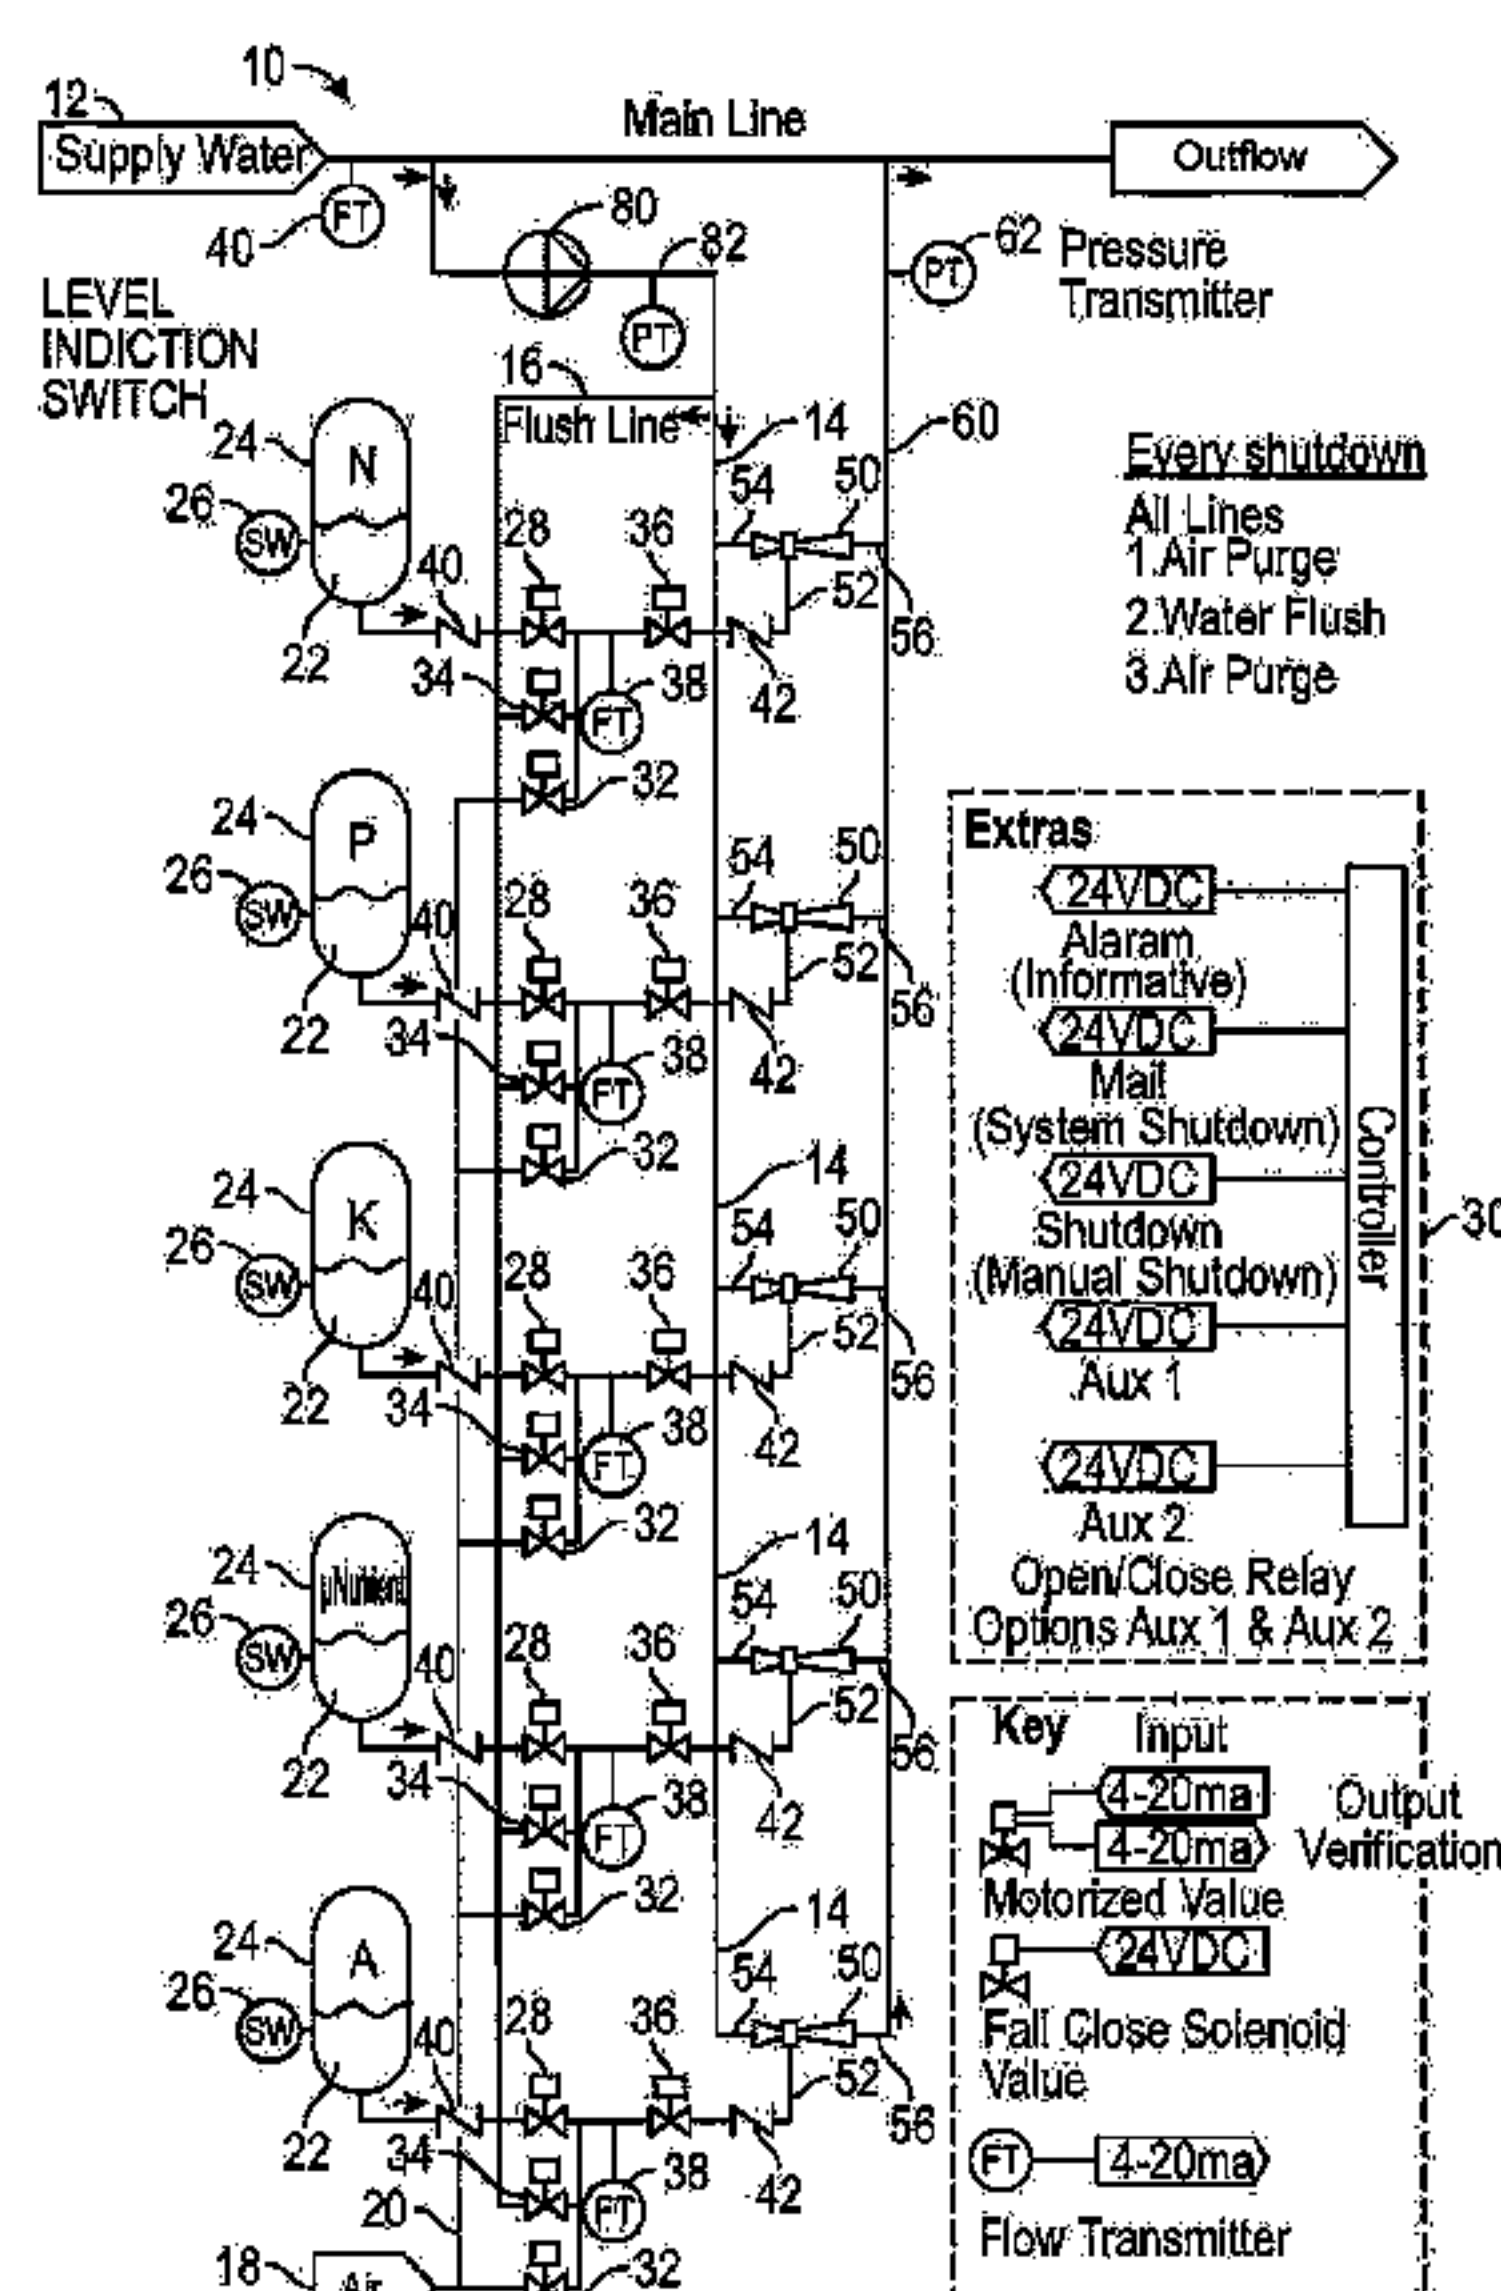 10
12
Main Line
Supply Water
Outflow
FT
40
80
82
PT
PT
62
Pressure
Transmitter
LEVEL
INDICTION
SWITCH
16
Flush Line
14
60
24
N
26
SW
28
36
54
50
40
52
56
22
34
38
FT
42
32
Every shutdown
All Lines
1.Air Purge
2.Water Flush
3.Air Purge
24
P
26
SW
28
36
54
50
40
52
56
22
34
38
FT
42
32
14
24
K
26
SW
28
36
54
50
40
52
56
22
34
38
FT
42
32
14
24
µNutrient
26
SW
28
36
54
50
40
52
56
22
34
38
FT
42
32
14
24
A
26
SW
28
36
54
50
40
52
56
22
34
38
FT
42
20
18
Air
32
Extras
24VDC
Alaram
(Informative)
24VDC
Mait
(System Shutdown)
24VDC
Shutdown
(Manual Shutdown)
24VDC
Aux 1
24VDC
Aux 2
Open/Close Relay
Options Aux 1 & Aux 2
Controller
30
Key
Input
4-20ma
4-20ma
Output
Verification
Motorized Value
24VDC
Fail Close Solenoid
Value
FT
4-20ma
Flow Transmitter